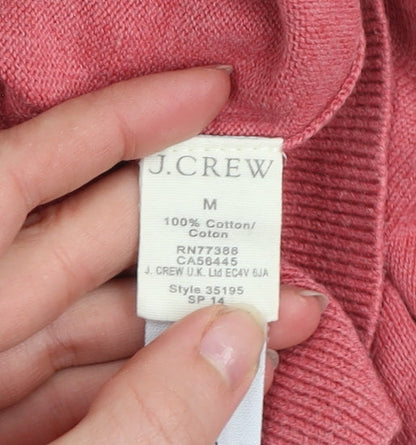 J.CREW
M
100% Cotton/
Coton
RN77388
CA56445
J. CREW U.K. Ltd EC4V 6JA
Style 35195
SP 14